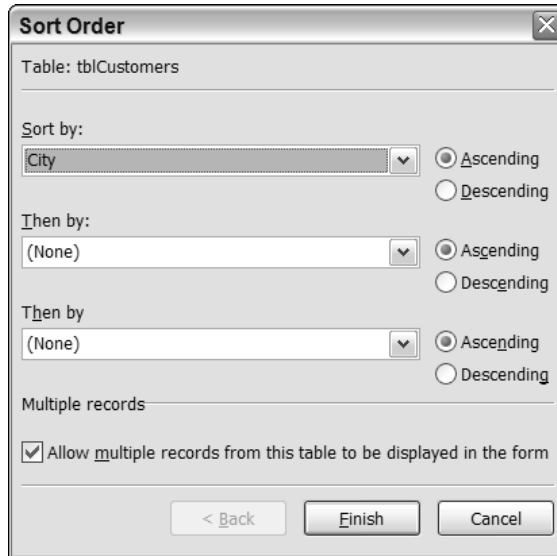 Sort Order
Table: tblCustomers
Sort by:
City
Ascending
Descending
Then by:
(None)
Ascending
Descending
Then by
(None)
Ascending
Descending
Multiple records
Allow multiple records from this table to be displayed in the form
< Back
Finish
Cancel